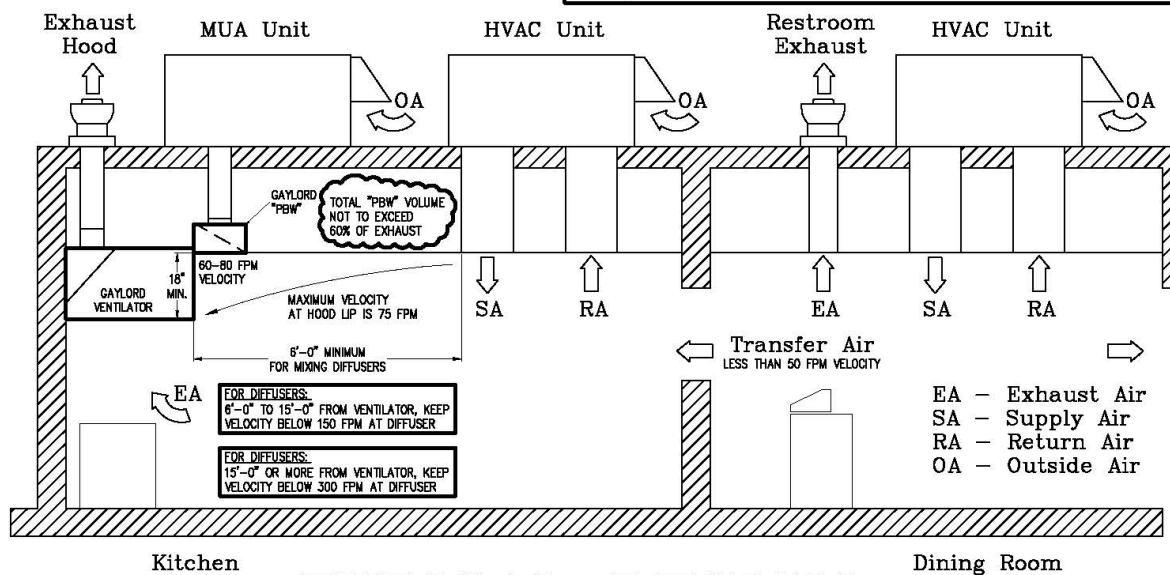 Exhaust
Hood
MUA Unit
HVAC Unit
Restroom
Exhaust
HVAC Unit
OA
OA
OA
GAYLORD
"PBW"
TOTAL "PBW" VOLUME
NOT TO EXCEED
60% OF EXHAUST
60-80 FPM
VELOCITY
18"
MIN.
GAYLORD
VENTILATOR
MAXIMUM VELOCITY
AT HOOD LIP IS 75 FPM
SA
RA
EA
SA
RA
6'-0" MINIMUM
FOR MIXING DIFFUSERS
Transfer Air
LESS THAN 50 FPM VELOCITY
EA
FOR DIFFUSERS:
6'-0" TO 15'-0" FROM VENTILATOR, KEEP
VELOCITY BELOW 150 FPM AT DIFFUSER
FOR DIFFUSERS:
15'-0" OR MORE FROM VENTILATOR, KEEP
VELOCITY BELOW 300 FPM AT DIFFUSER
EA - Exhaust Air
SA - Supply Air
RA - Return Air
OA - Outside Air
Kitchen
Dining Room